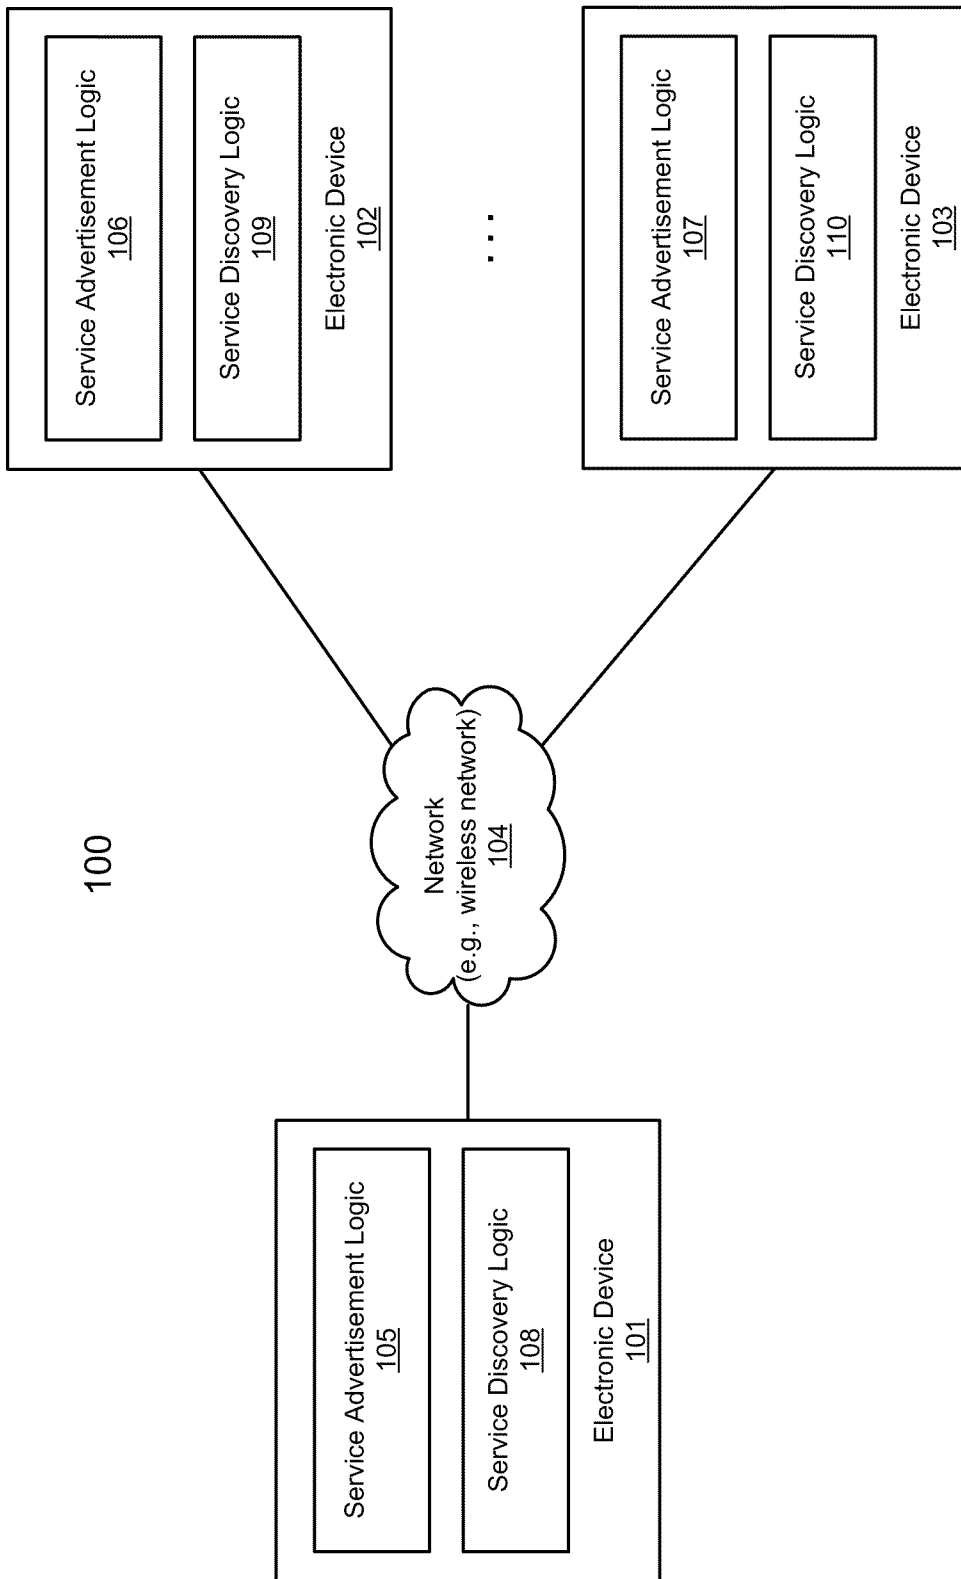 100
Service Advertisement Logic
105
Service Discovery Logic
108
Electronic Device
101
Network
(e.g., wireless network)
104
Service Advertisement Logic
106
Service Discovery Logic
109
Electronic Device
102
...
Service Advertisement Logic
107
Service Discovery Logic
110
Electronic Device
103